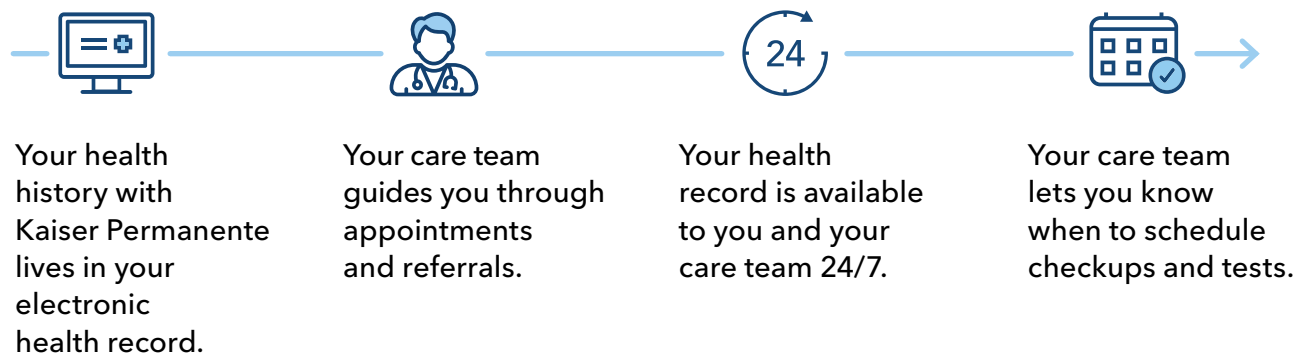 24
Your health
history with
Kaiser Permanente
lives in your
electronic
health record.
Your care team
guides you through
appointments
and referrals.
Your health
record is available
to you and your
care team 24/7.
Your care team
lets you know
when to schedule
checkups and tests.